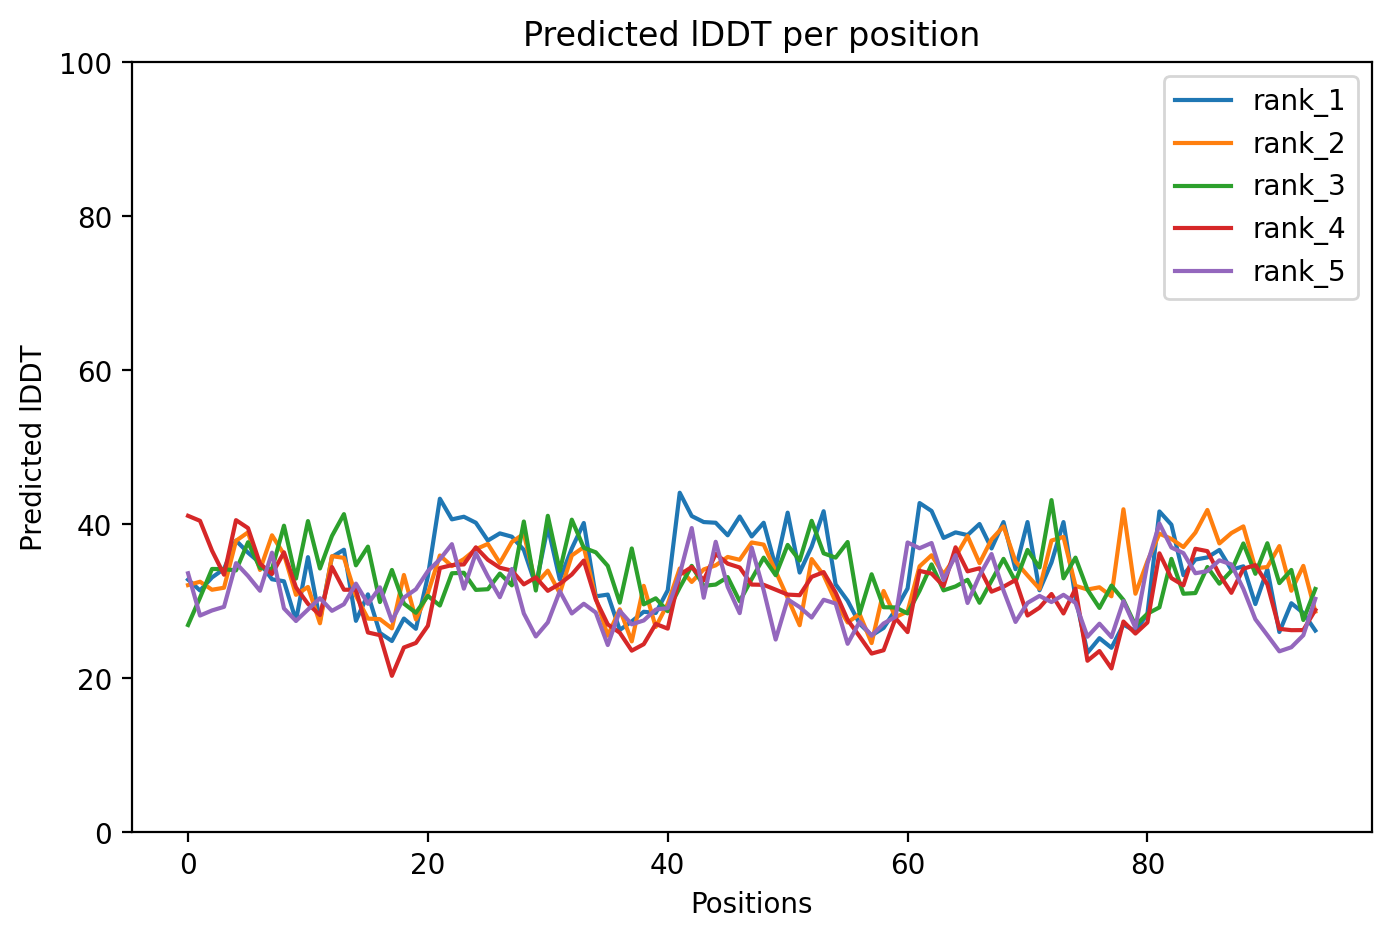 Predicted lDDT per position
100
80
60
40
20
0
Predicted lDDT
rank_1
rank_2
rank_3
rank_4
rank_5
0 20 40 60 80
Positions